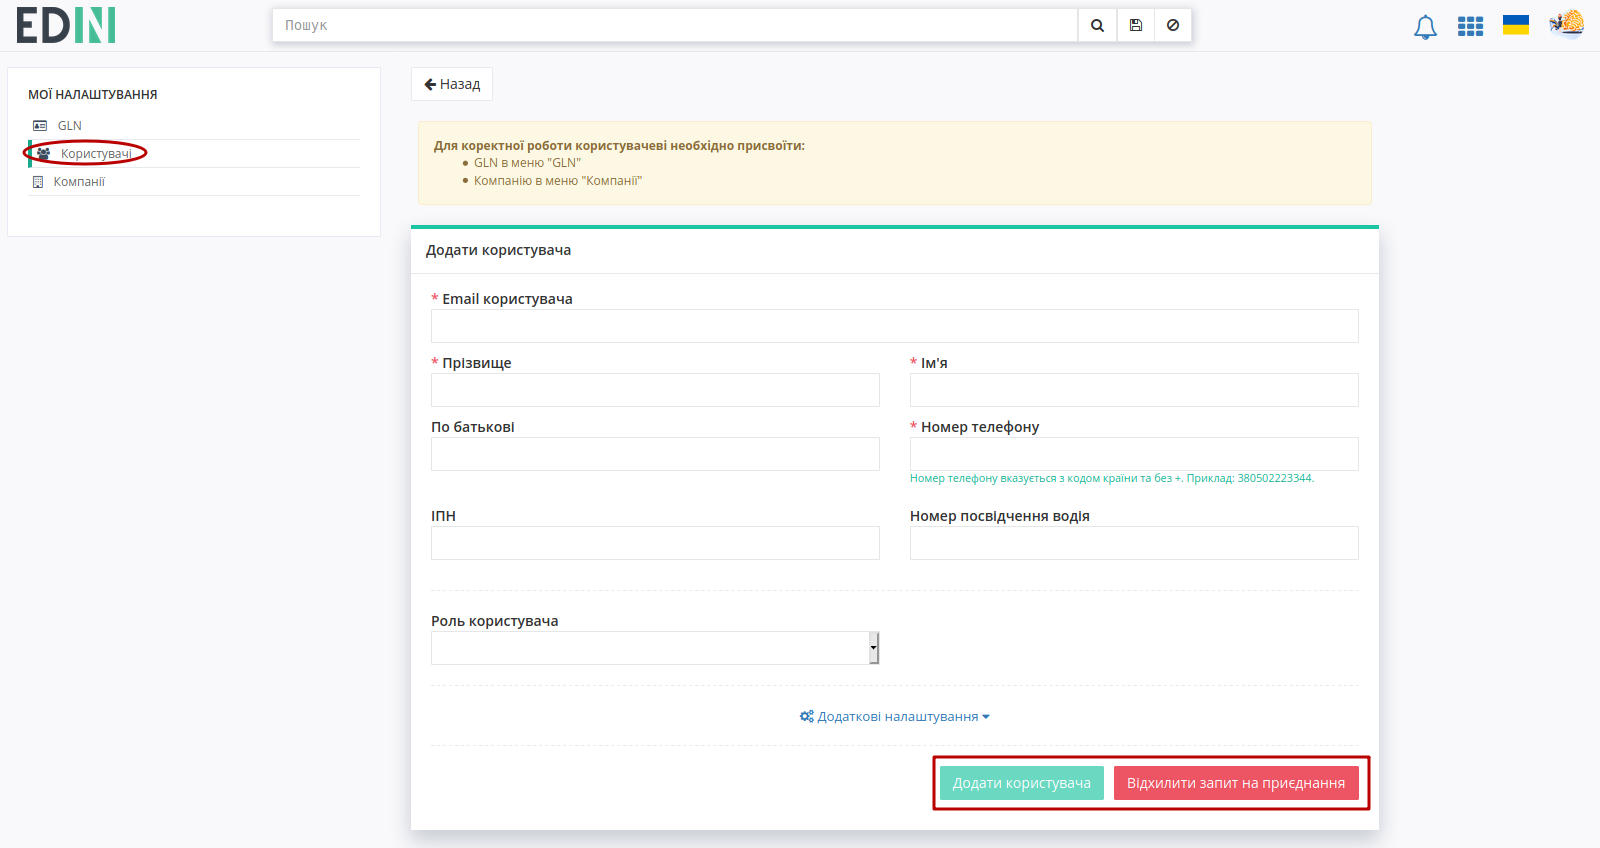 EDIN
Пошук
МОЇ НАЛАШТУВАННЯ
GLN
Користувачі
Компанії
Назад
Для коректної роботи користувачеві необхідно присвоїти:
GLN в меню "GLN"
Компанію в меню "Компанії"
Додати користувача
* Email користувача
* Прізвище
* Ім'я
По батькові
* Номер телефону
Номер телефону вказується з кодом країни та без +. Приклад: 380502223344.
ІПН
Номер посвідчення водія
Роль користувача
Додаткові налаштування
Додати користувача
Відхилити запит на приєднання